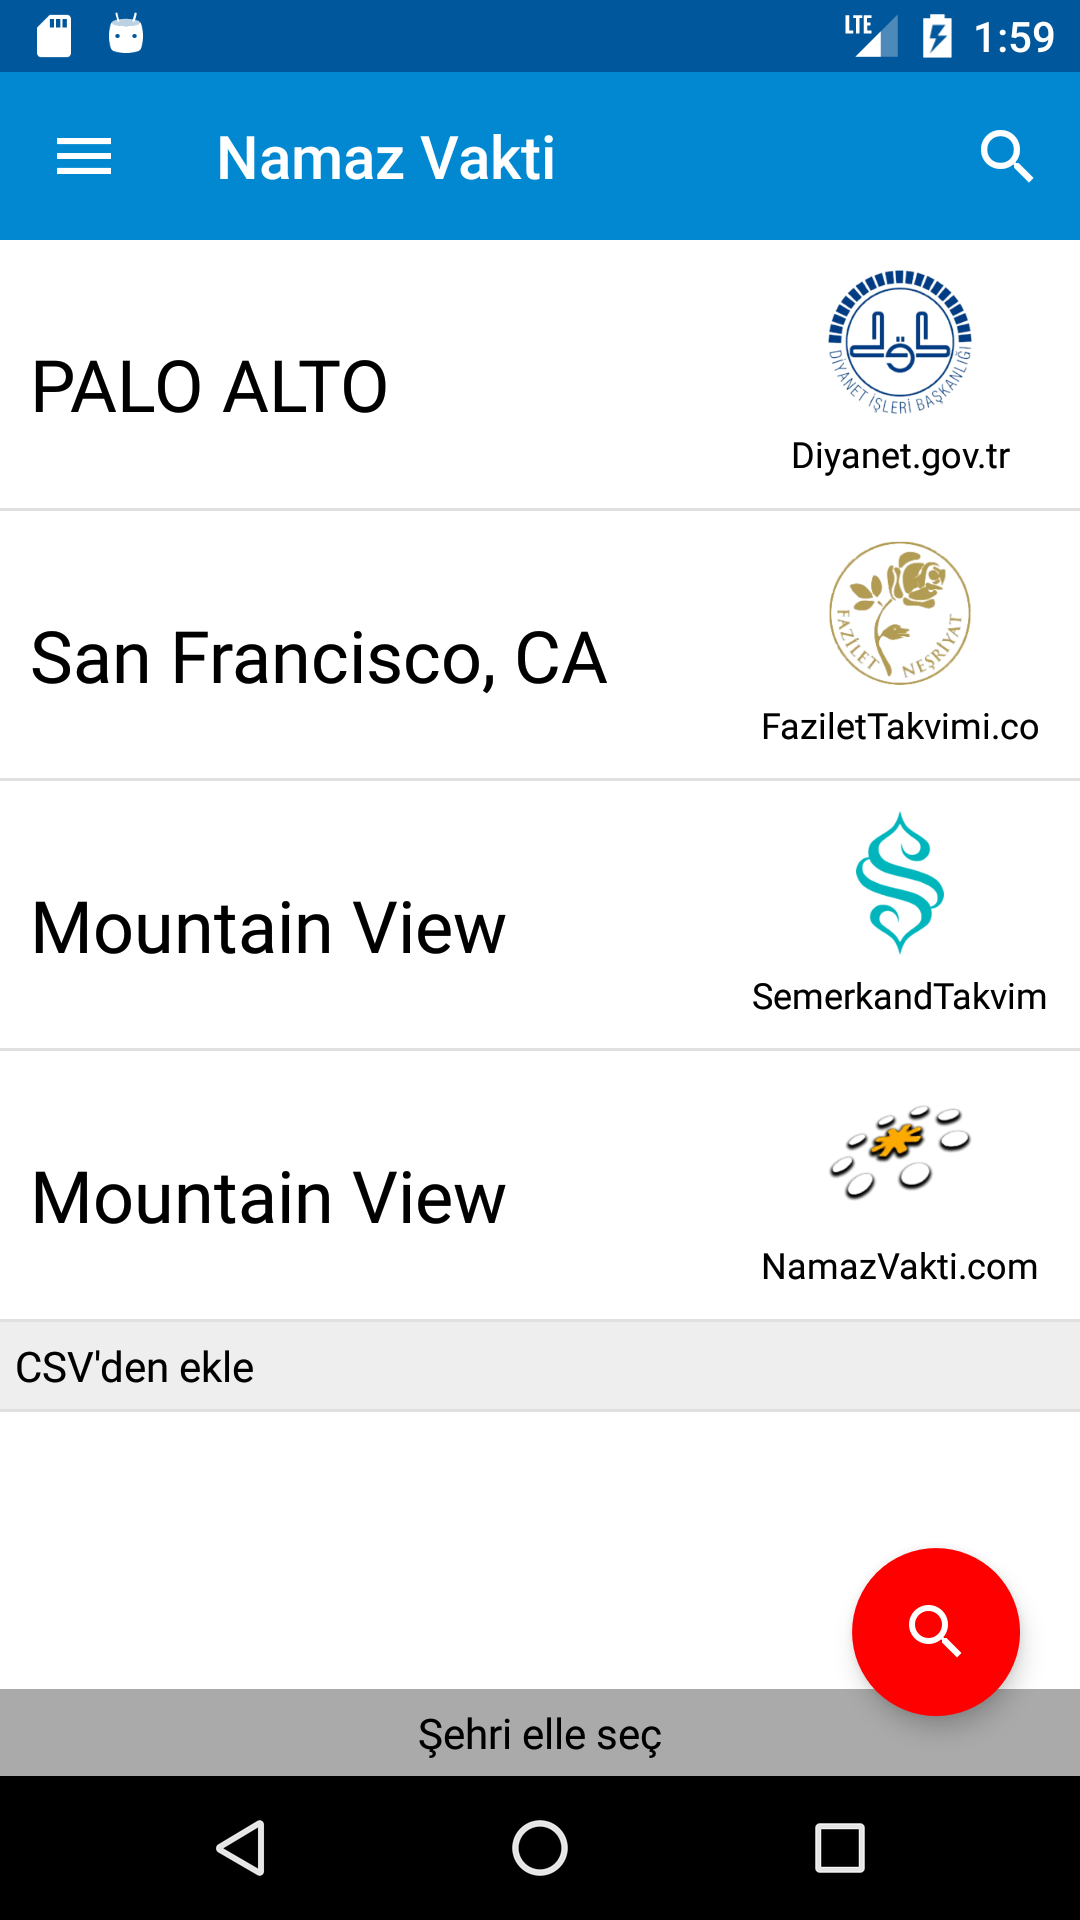 LTE 1:59
Namaz Vakti
PALO ALTO
DİYANET İŞLERİ BAŞKANLIĞI
Diyanet.gov.tr
San Francisco, CA
FAZİLET NEŞRİYAT
FaziletTakvimi.co
Mountain View
SemerkandTakvim
Mountain View
NamazVakti.com
CSV'den ekle
Şehri elle seç